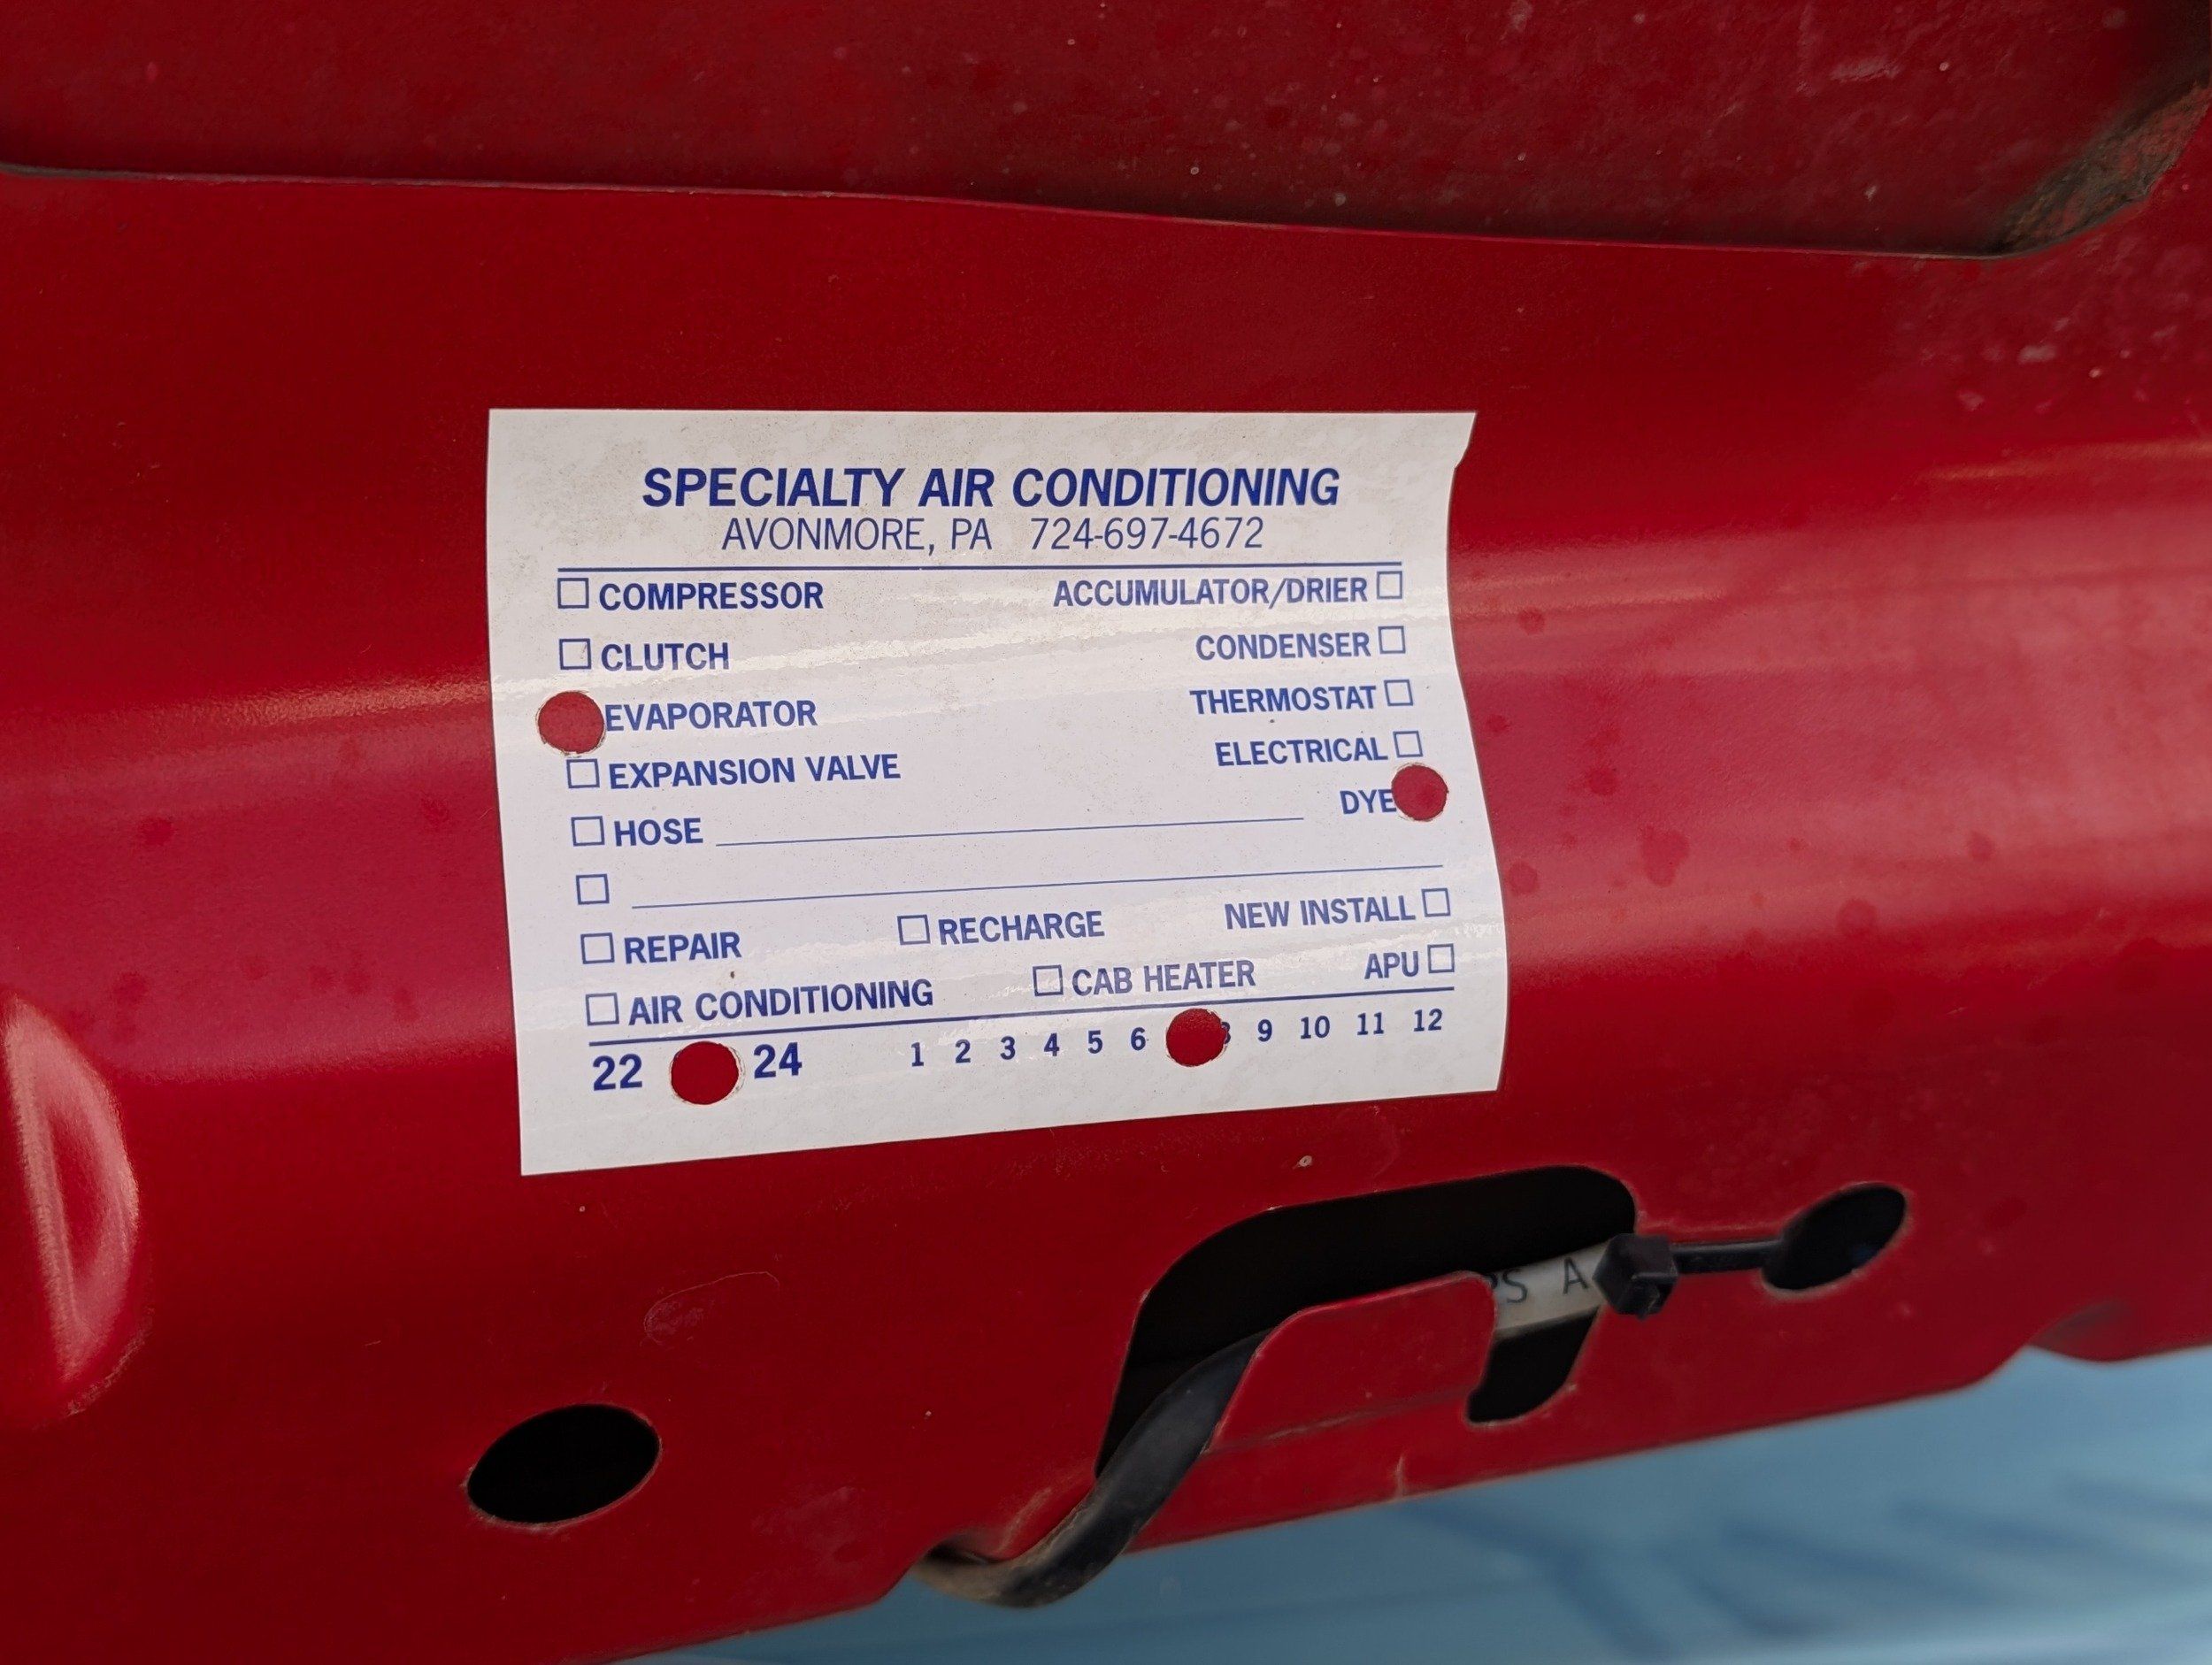 SPECIALTY AIR CONDITIONING
AVONMORE, PA 724-697-4672
COMPRESSOR ACCUMULATOR/DRIER
CLUTCH CONDENSER
EVAPORATOR THERMOSTAT
EXPANSION VALVE ELECTRICAL
HOSE DYE
REPAIR RECHARGE NEW INSTALL
AIR CONDITIONING CAB HEATER APU
22 24 1 2 3 4 5 6 9 10 11 12